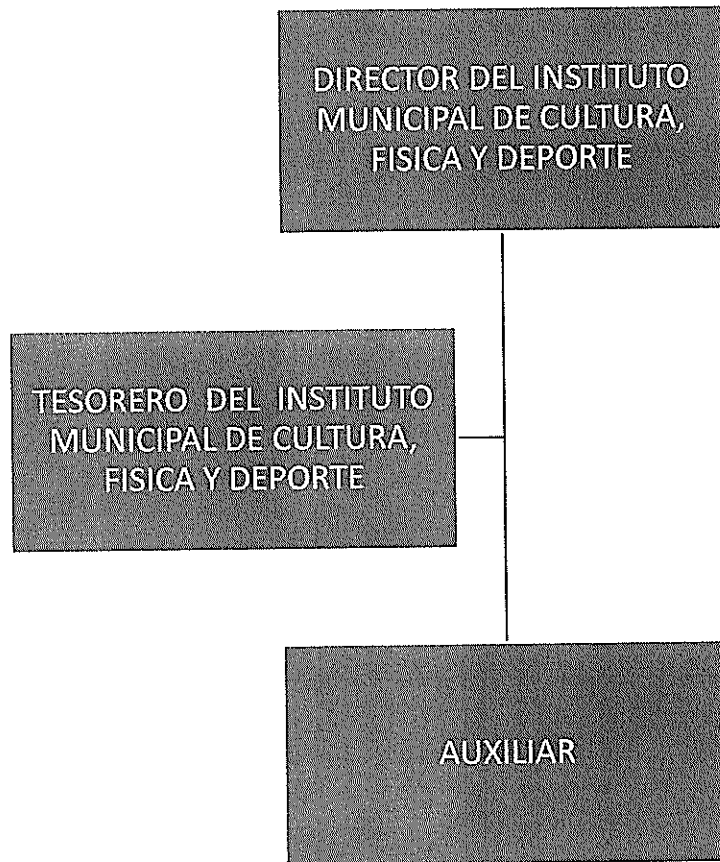 DIRECTOR DEL INSTITUTO
MUNICIPAL DE CULTURA,
FISICA Y DEPORTE
TESORERO DEL INSTITUTO
MUNICIPAL DE CULTURA,
FISICA Y DEPORTE
AUXILIAR